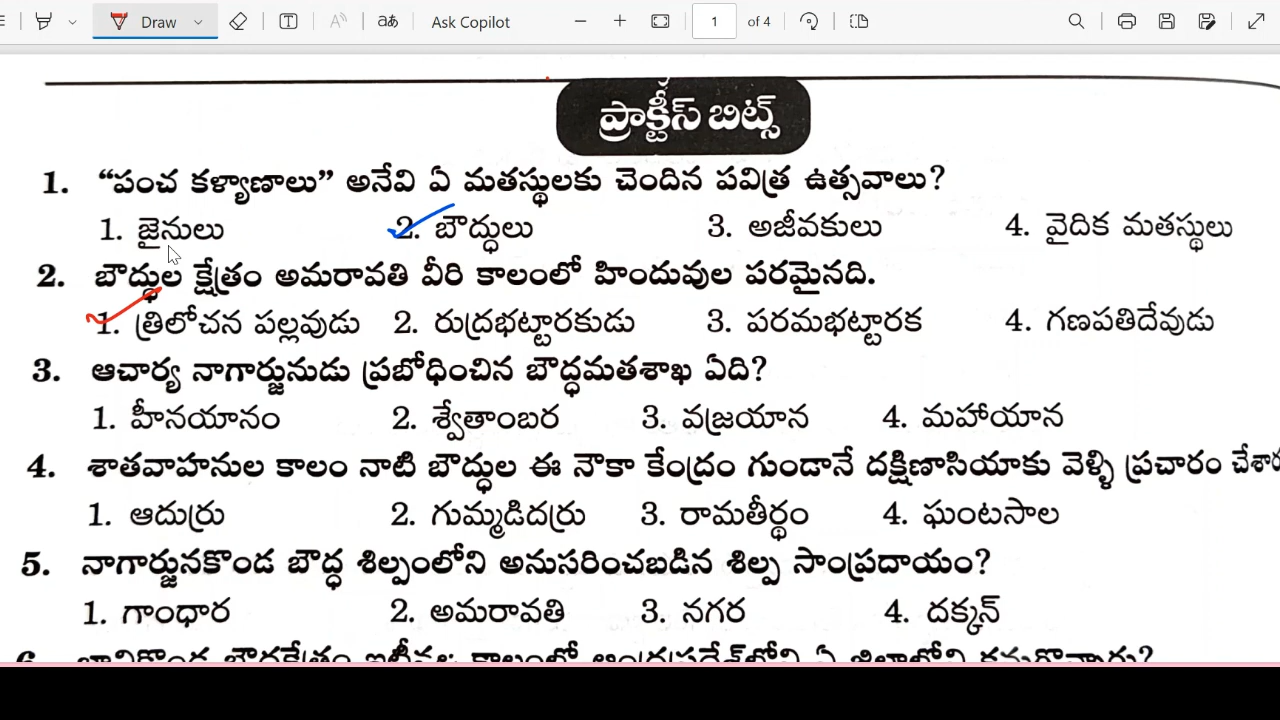 Draw
Ask Copilot
1 of 4
ప్రాక్టీస్ బిట్స్
1. "పంచ కళ్యాణాలు" అనేవి ఏ మతస్థులకు చెందిన పవిత్ర ఉత్సవాలు?
1. జైనులు 2. బౌద్ధులు 3. అజీవకులు 4. వైదిక మతస్థులు
2. బౌద్ధుల క్షేత్రం అమరావతి వీరి కాలంలో హిందువుల పరమైనది.
1. త్రిలోచన పల్లవుడు 2. రుద్రభట్టారకుడు 3. పరమభట్టారక 4. గణపతిదేవుడు
3. ఆచార్య నాగార్జునుడు ప్రబోధించిన బౌద్ధమతశాఖ ఏది?
1. హీనయానం 2. శ్వేతాంబర 3. వజ్రయాన 4. మహాయాన
4. శాతవాహనుల కాలం నాటి బౌద్ధుల ఈ నౌకా కేంద్రం గుండానే దక్షిణాసియాకు వెళ్ళి ప్రచారం
1. ఆదుర్రు 2. గుమ్మడిదర్రు 3. రామతీర్థం 4. ఘంటసాల
5. నాగార్జునకొండ బౌద్ధ శిల్పంలోని అనుసరించబడిన శిల్ప సాంప్రదాయం?
1. గాంధార 2. అమరావతి 3. నగర 4. దక్కన్